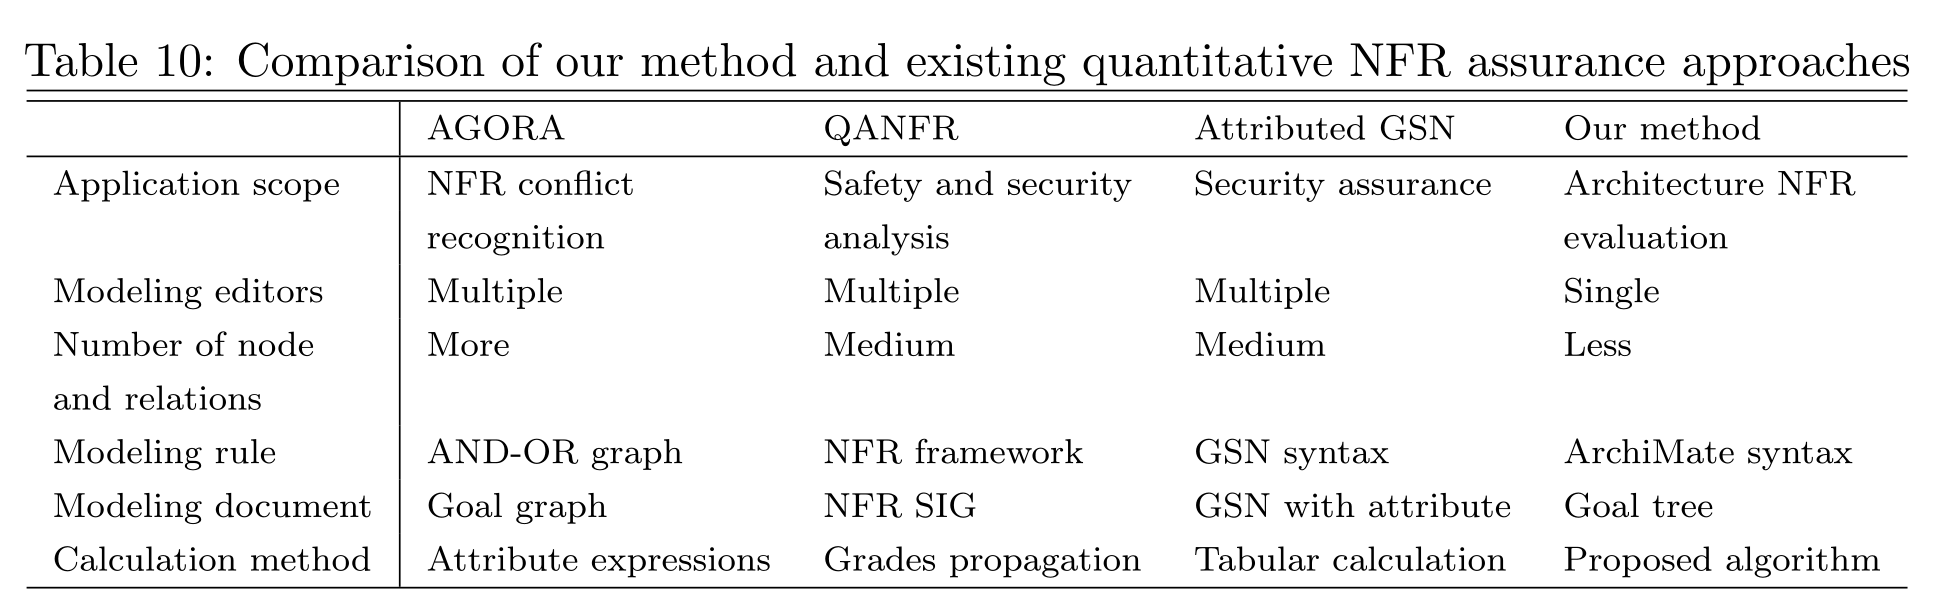 Table 10: Comparison of our method and existing quantitative NFR assurance approaches
AGORA QANFR Attributed GSN Our method
Application scope NFR conflict Safety and security Security assurance Architecture NFR
recognition analysis evaluation
Modeling editors Multiple Multiple Multiple Single
Number of node More Medium Medium Less
and relations
Modeling rule AND-OR graph NFR framework GSN syntax ArchiMate syntax
Modeling document Goal graph NFR SIG GSN with attribute Goal tree
Calculation method Attribute expressions Grades propagation Tabular calculation Proposed algorithm